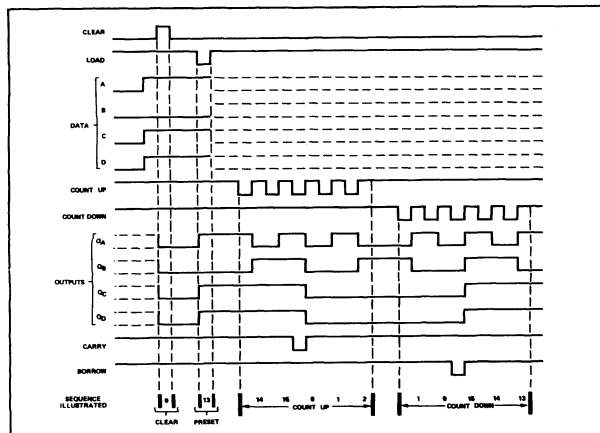 CLEAR
LOAD
A
B
DATA
C
D
COUNT UP
COUNT DOWN
QA
QB
OUTPUTS
QC
QD
CARRY
BORROW
SEQUENCE
ILLUSTRATED
0 13 14 15 0 1 2 1 0 15 14 13
COUNT UP COUNT DOWN
CLEAR PRESET